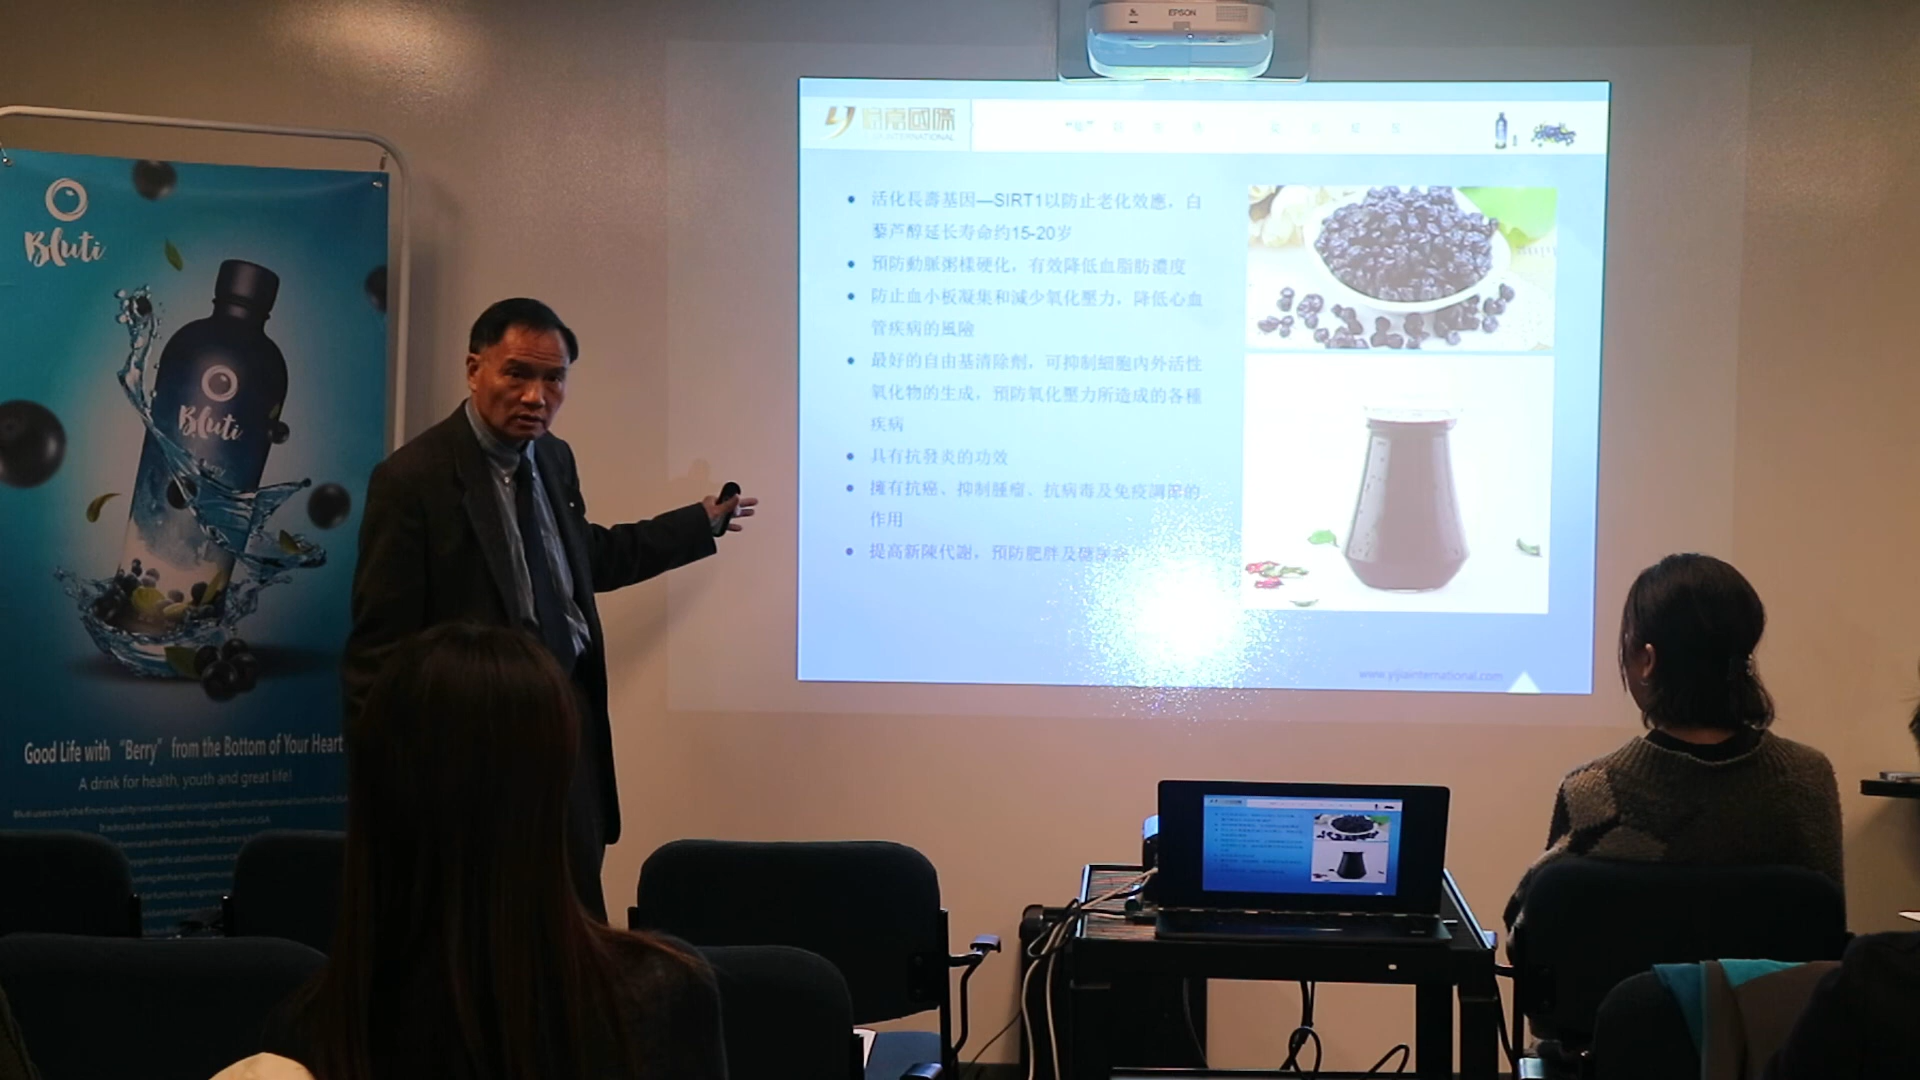 EPSON
怡嘉國際
YIJIA INTERNATIONAL
活化長壽基因—SIRT1以防止老化效應，白
藜芦醇延长寿命约15-20岁
預防動脈粥樣硬化，有效降低血脂肪濃度
防止血小板凝集和減少氧化壓力，降低心血
管疾病的風險
最好的自由基清除劑，可抑制細胞內外活性
氧化物的生成，預防氧化壓力所造成的各種
疾病
具有抗發炎的功效
擁有抗癌、抑制腫瘤、抗病毒及免疫調節的
作用
提高新陳代謝，預防肥胖及糖尿病
www.yijiainternational.com
Bluti
Bluti
Good Life with “Berry” from the Bottom of Your Heart
A drink for health, youth and great life!